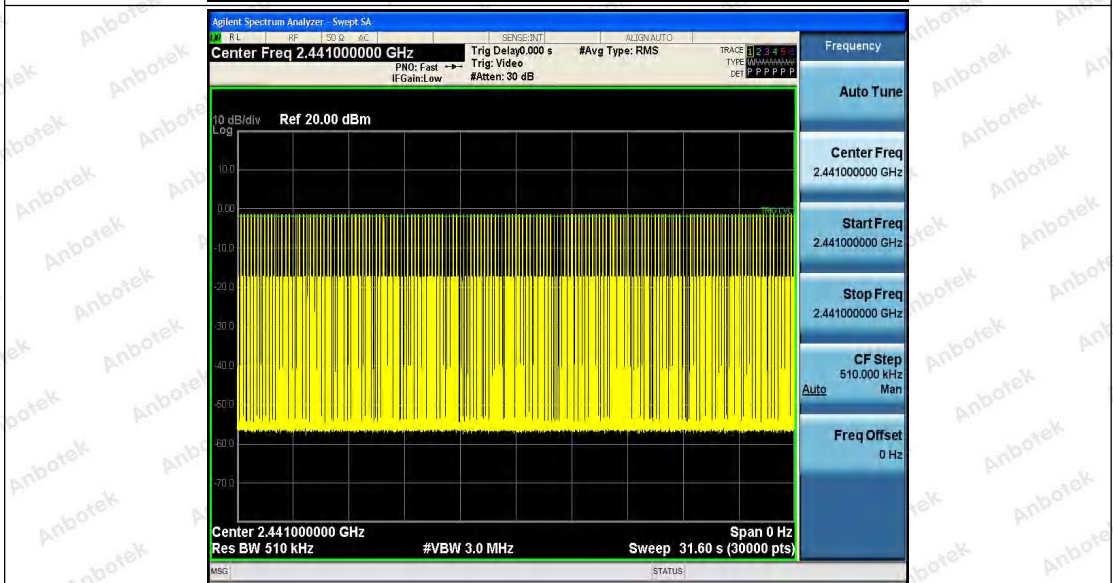 Agilent Spectrum Analyzer - Swept SA
RL RF 50 Ω AC SENSE:INT ALIGNAUTO
Center Freq 2.441000000 GHz
PNO: Fast
IFGain:Low
Trig Delay0.000 s
Trig: Video
#Atten: 30 dB
#Avg Type: RMS
TRACE 1 2 3 4 5 6
TYPE
DET P P P P P P
10 dB/div
Log
Ref 20.00 dBm
10.0
0.00
TRIG LVL
-10.0
-20.0
-30.0
-40.0
-50.0
-60.0
-70.0
Center 2.441000000 GHz
Span 0 Hz
Res BW 510 kHz
#VBW 3.0 MHz
Sweep 31.60 s (30000 pts)
MSG
STATUS
Frequency
Auto Tune
Center Freq
2.441000000 GHz
Start Freq
2.441000000 GHz
Stop Freq
2.441000000 GHz
CF Step
510.000 kHz
Auto Man
Freq Offset
0 Hz
Anbotek